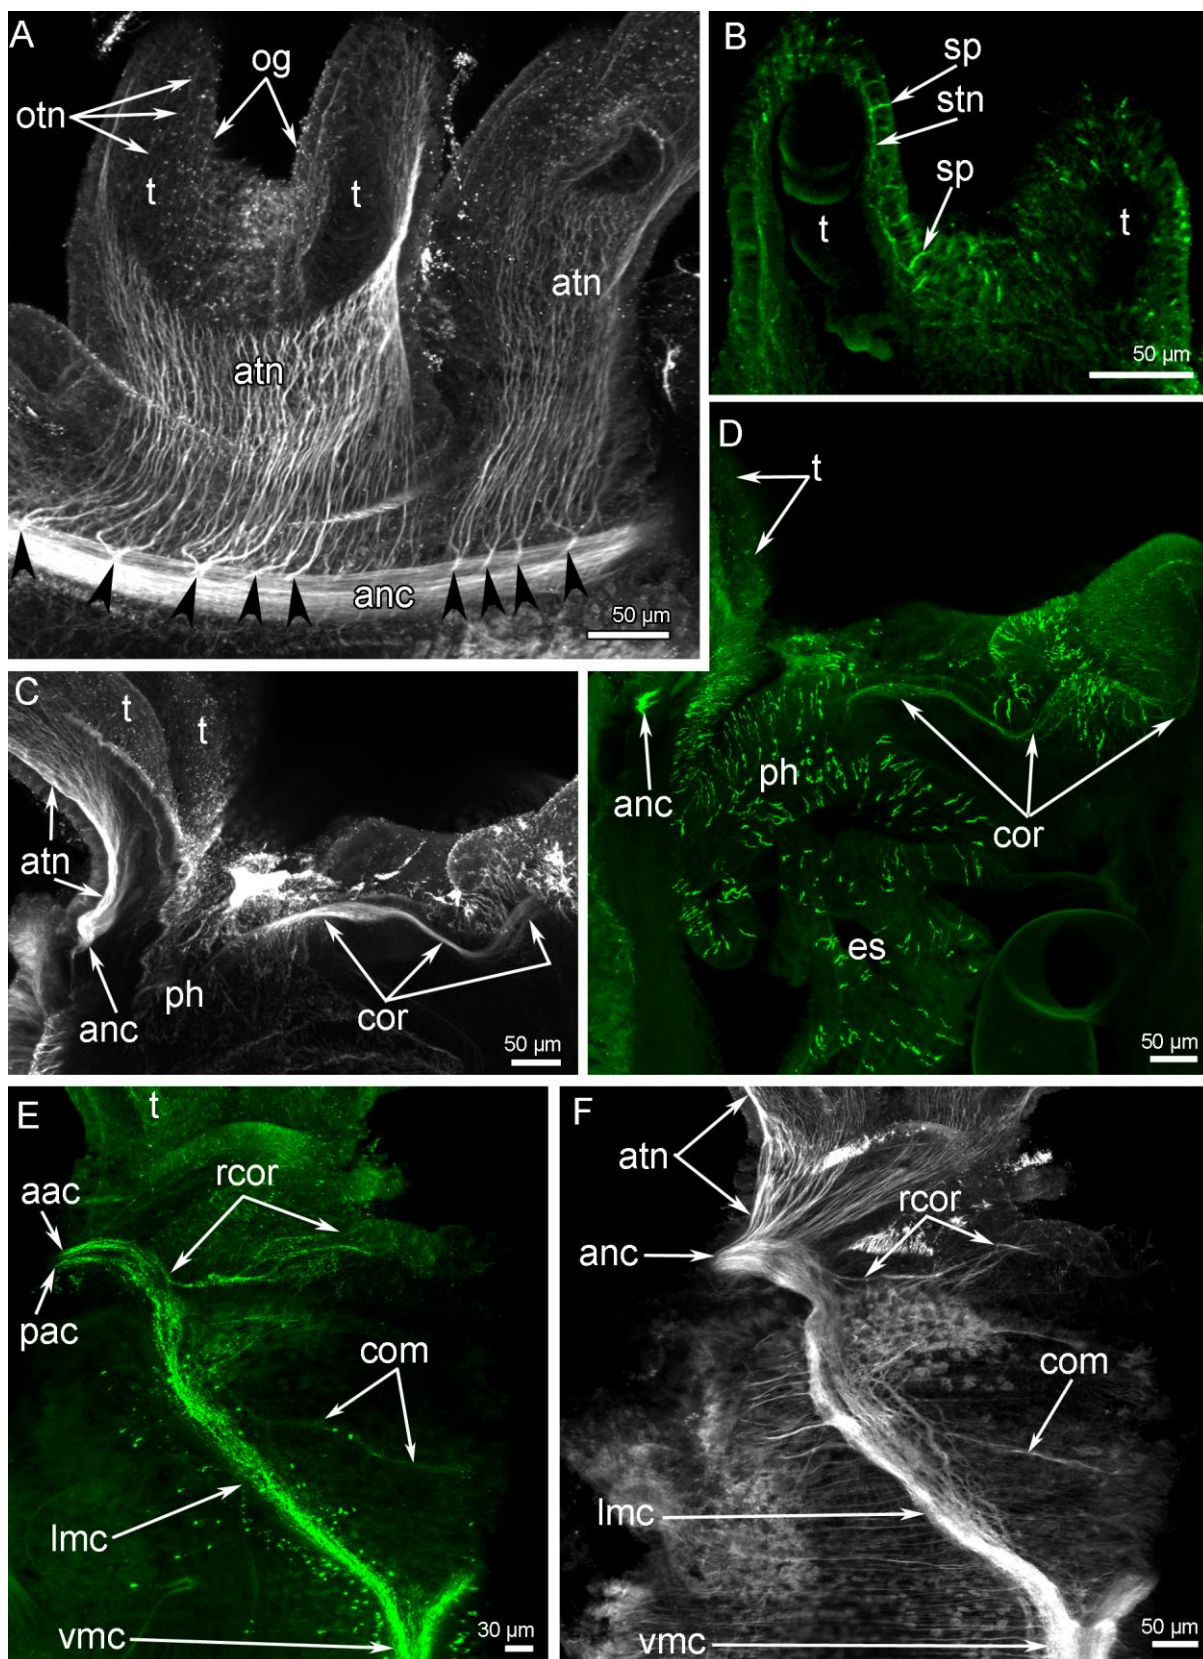 A
og
otn
t
t
atn
atn
anc
50 µm
B
sp
stn
sp
t
t
50 µm
C
t
t
atn
anc
ph
cor
50 µm
D
t
anc
ph
cor
es
50 µm
E
t
rcor
aac
pac
com
lmc
vmc
30 µm
F
atn
rcor
anc
com
lmc
vmc
50 µm